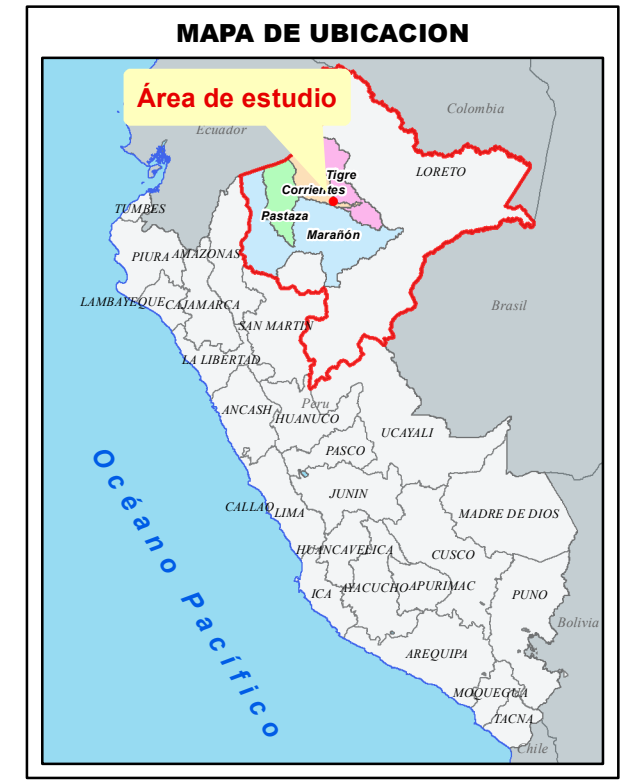 MAPA DE UBICACION
Área de estudio
Colombia
Ecuador
LORETO
Tigre
Corrientes
Pastaza
Marañón
TUMBES
PIURA
AMAZONAS
LAMBAYEQUE
CAJAMARCA
SAN MARTIN
Brasil
LA LIBERTAD
Peru
ANCASH
HUANUCO
UCAYALI
PASCO
Océano Pacífico
JUNIN
CALLAO
LIMA
MADRE DE DIOS
HUANCAVELICA
CUSCO
ICA
AYACUCHO
APURIMAC
PUNO
Bolivia
AREQUIPA
MOQUEGUA
TACNA
Chile